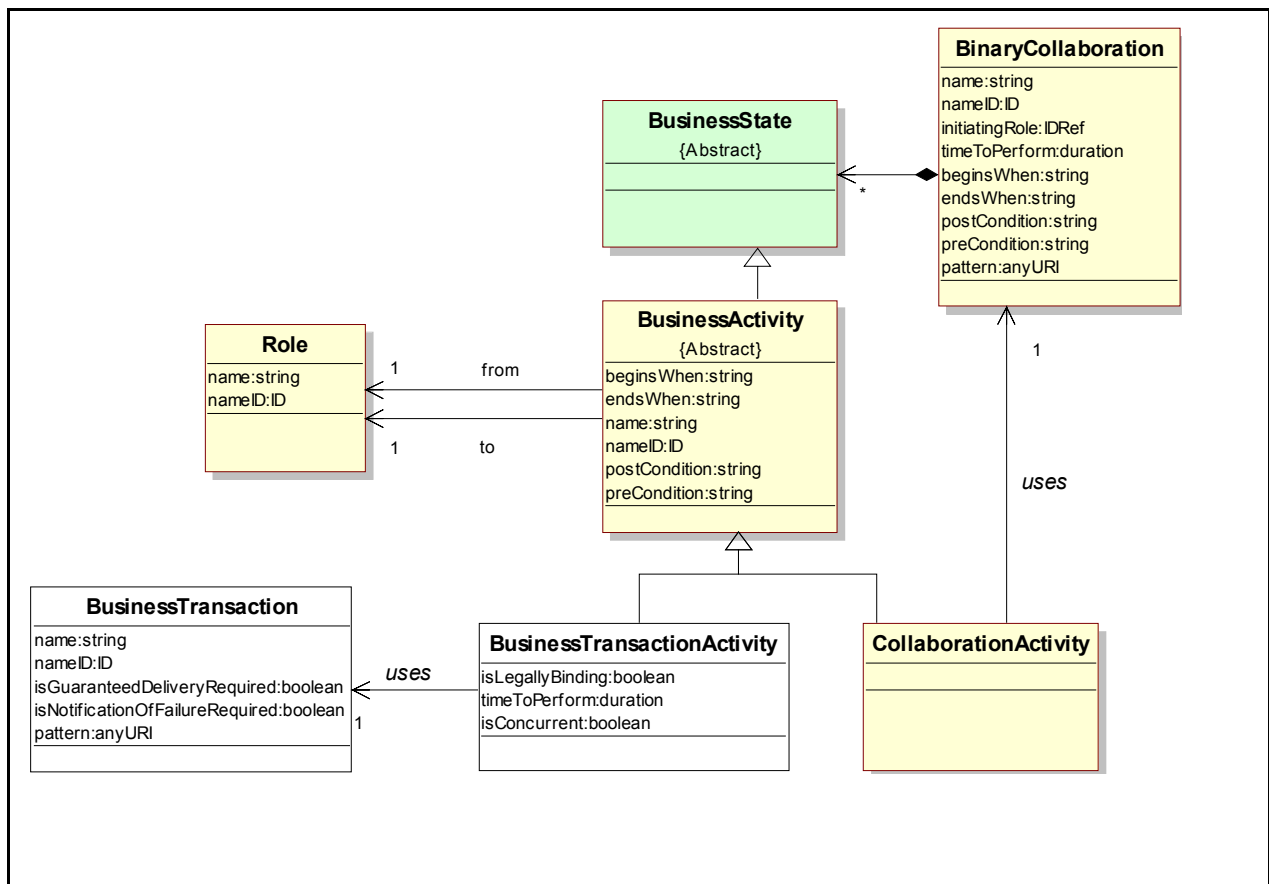 BinaryCollaboration
name:string
nameID:ID
initiatingRole:IDRef
timeToPerform:duration
beginsWhen:string
endsWhen:string
postCondition:string
preCondition:string
pattern:anyURI
BusinessState
{Abstract}
*
BusinessActivity
{Abstract}
beginsWhen:string
endsWhen:string
name:string
nameID:ID
postCondition:string
preCondition:string
Role
name:string
nameID:ID
1 from
1 to
1
uses
BusinessTransaction
name:string
nameID:ID
isGuaranteedDeliveryRequired:boolean
isNotificationOfFailureRequired:boolean
pattern:anyURI
uses
1
BusinessTransactionActivity
isLegallyBinding:boolean
timeToPerform:duration
isConcurrent:boolean
CollaborationActivity